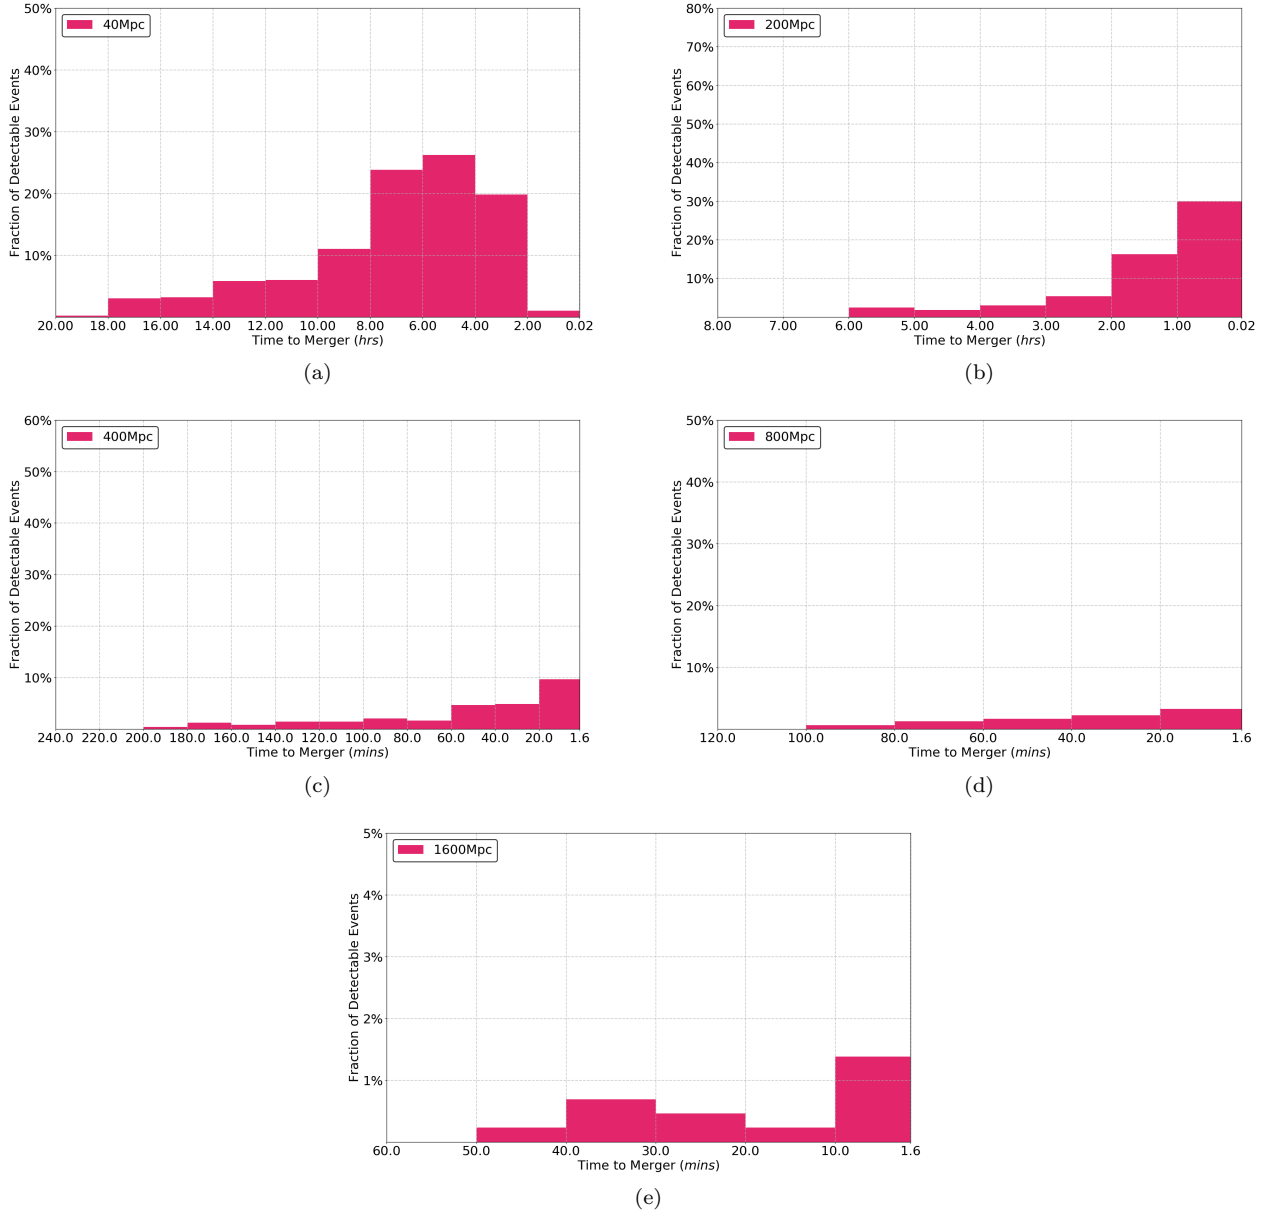 40Mpc
50%
40%
30%
20%
10%
Fraction of Detectable Events
20.00 18.00 16.00 14.00 12.00 10.00 8.00 6.00 4.00 2.00 0.02
Time to Merger (hrs)
(a)
200Mpc
80%
70%
60%
50%
40%
30%
20%
10%
Fraction of Detectable Events
8.00 7.00 6.00 5.00 4.00 3.00 2.00 1.00 0.02
Time to Merger (hrs)
(b)
400Mpc
60%
50%
40%
30%
20%
10%
Fraction of Detectable Events
240.0 220.0 200.0 180.0 160.0 140.0 120.0 100.0 80.0 60.0 40.0 20.0 1.6
Time to Merger (mins)
(c)
800Mpc
50%
40%
30%
20%
10%
Fraction of Detectable Events
120.0 100.0 80.0 60.0 40.0 20.0 1.6
Time to Merger (mins)
(d)
1600Mpc
5%
4%
3%
2%
1%
Fraction of Detectable Events
60.0 50.0 40.0 30.0 20.0 10.0 1.6
Time to Merger (mins)
(e)